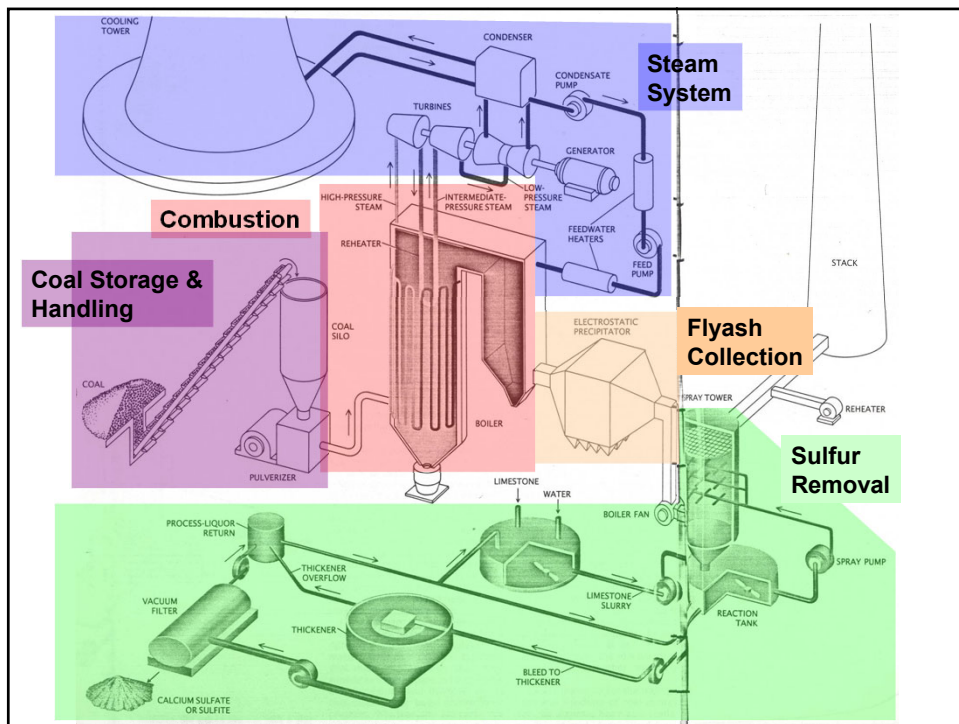 COOLING
TOWER
CONDENSER
CONDENSATE
PUMP
Steam
System
TURBINES
GENERATOR
HIGH-PRESSURE
STEAM
INTERMEDIATE-
PRESSURE STEAM
LOW-
PRESSURE
STEAM
FEEDWATER
HEATERS
FEED
PUMP
Combustion
REHEATER
STACK
Coal Storage &
Handling
COAL
SILO
COAL
PULVERIZER
BOILER
ELECTROSTATIC
PRECIPITATOR
Flyash
Collection
SPRAY TOWER
REHEATER
Sulfur
Removal
LIMESTONE
WATER
BOILER FAN
PROCESS-LIQUOR
RETURN
SPRAY PUMP
THICKENER
OVERFLOW
LIMESTONE
SLURRY
REACTION
TANK
VACUUM
FILTER
THICKENER
BLEED TO
THICKENER
CALCIUM SULFATE
OR SULFITE